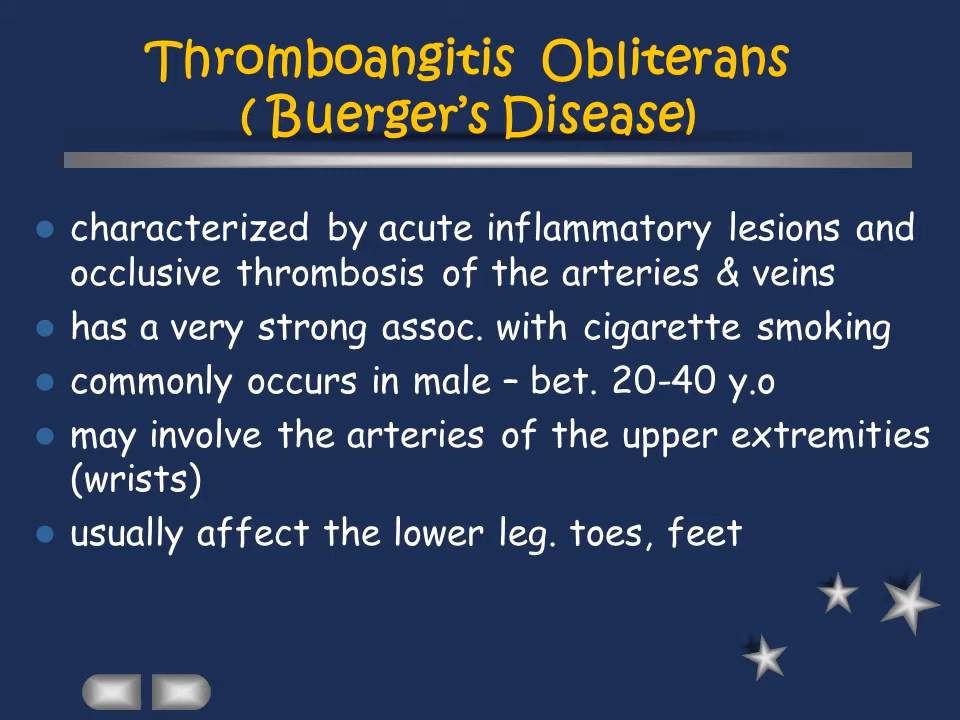 Thromboangitis Obliterans
( Buerger’s Disease)
characterized by acute inflammatory lesions and
occlusive thrombosis of the arteries & veins
has a very strong assoc. with cigarette smoking
commonly occurs in male – bet. 20-40 y.o
may involve the arteries of the upper extremities
(wrists)
usually affect the lower leg. toes, feet